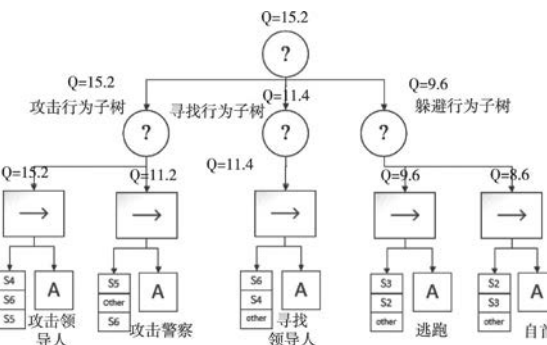 Q=15.2
?
Q=15.2
攻击行为子树
?
Q=11.4
寻找行为子树
?
Q=9.6
躲避行为子树
?
Q=15.2
→
Q=11.2
→
Q=11.4
→
Q=9.6
→
Q=8.6
→
S4
S6
S5
A
攻击领
导人
S5
Other
S6
A
攻击警察
S6
S4
other
A
寻找
领导人
S3
S2
other
A
逃跑
S2
S3
other
A
自首